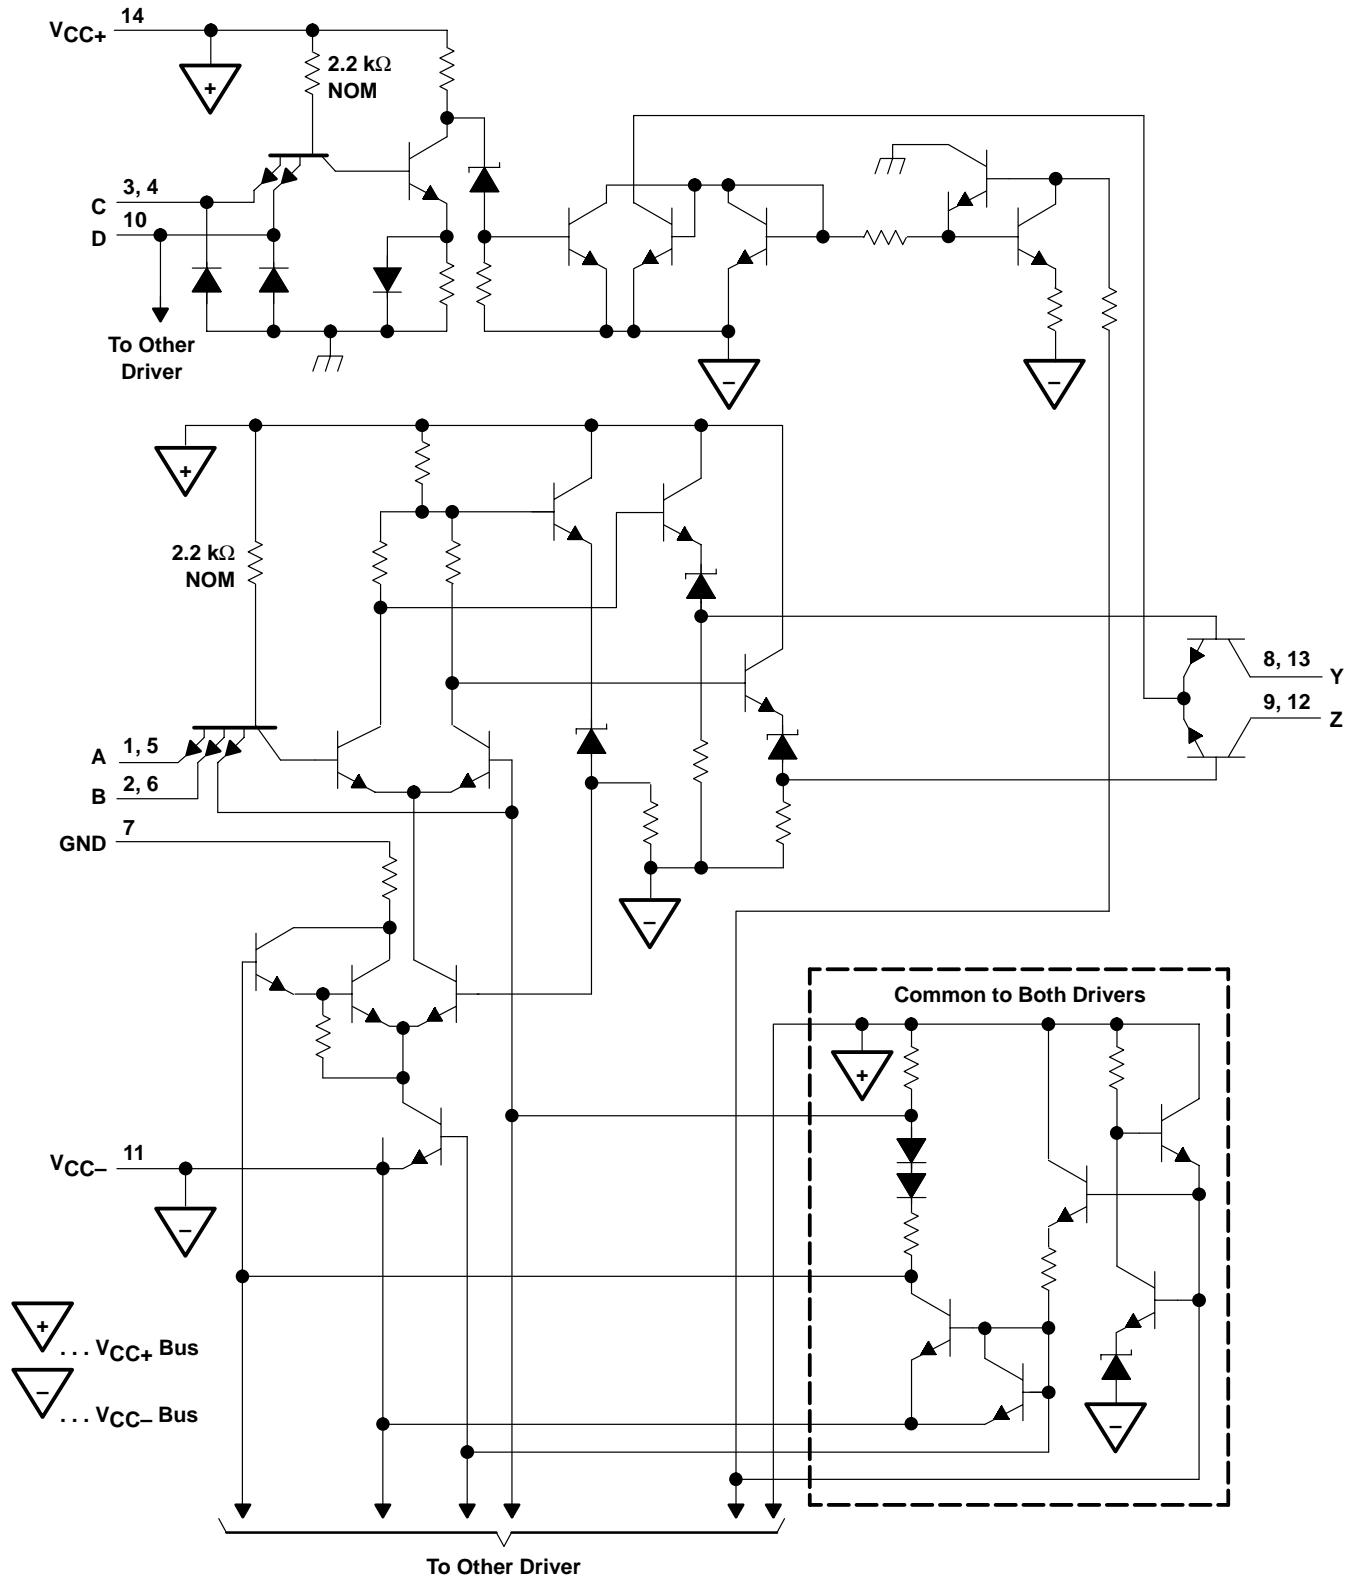 VCC+ 14
2.2 kΩ
NOM
C 3, 4
D 10
To Other
Driver
+
–
–
+
2.2 kΩ
NOM
8, 13 Y
9, 12 Z
A 1, 5
B 2, 6
GND 7
–
Common to Both Drivers
+
VCC– 11
–
+ . . . VCC+ Bus
– . . . VCC– Bus
–
To Other Driver